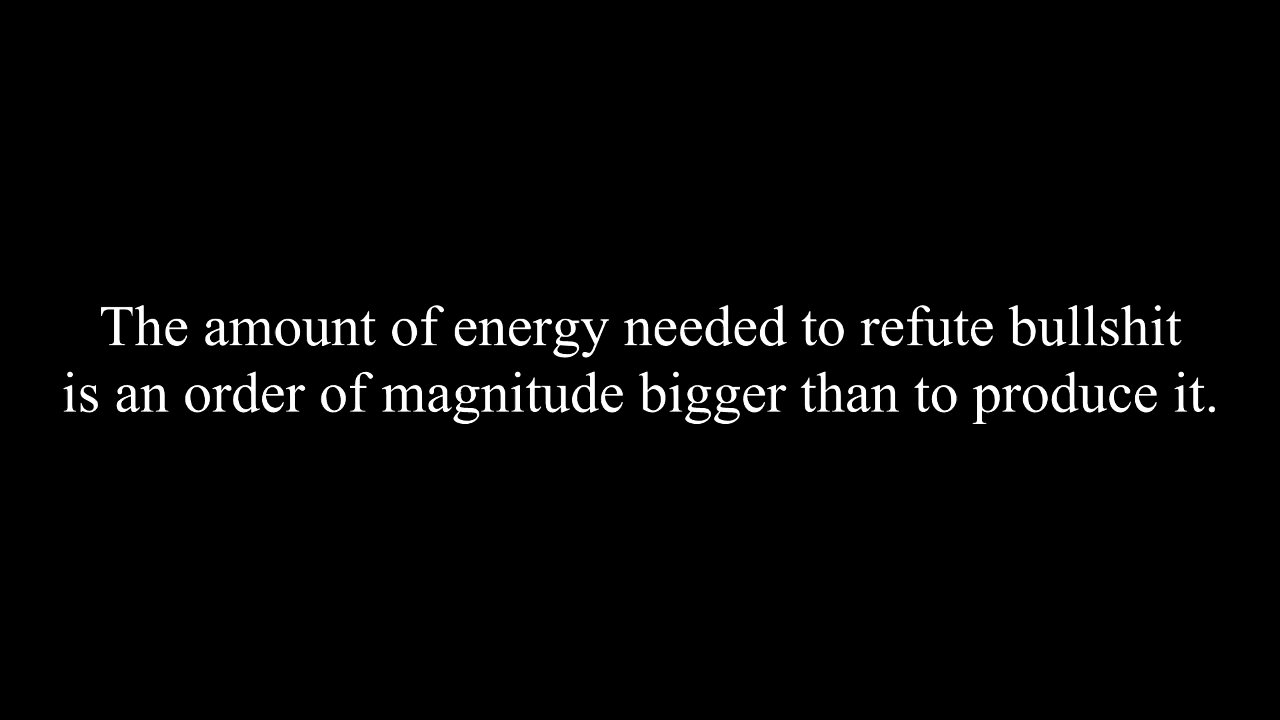 The amount of energy needed to refute bullshit
is an order of magnitude bigger than to produce it.